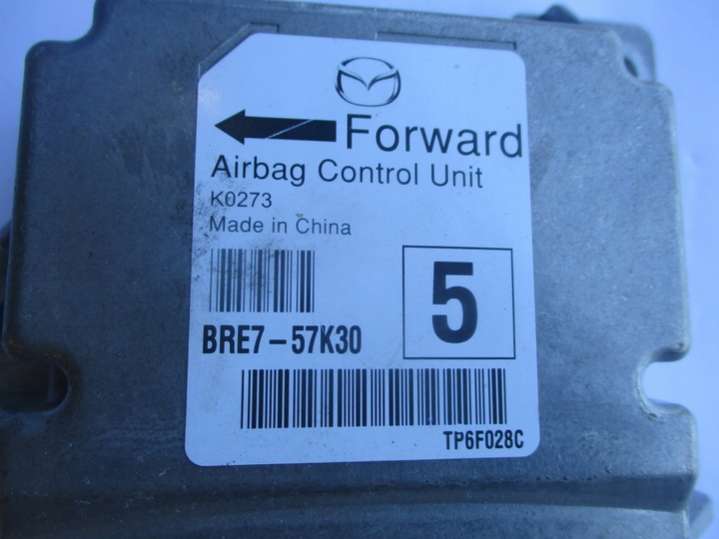 Forward
Airbag Control Unit
K0273
Made in China
5
BRE7-57K30
TP6F028C